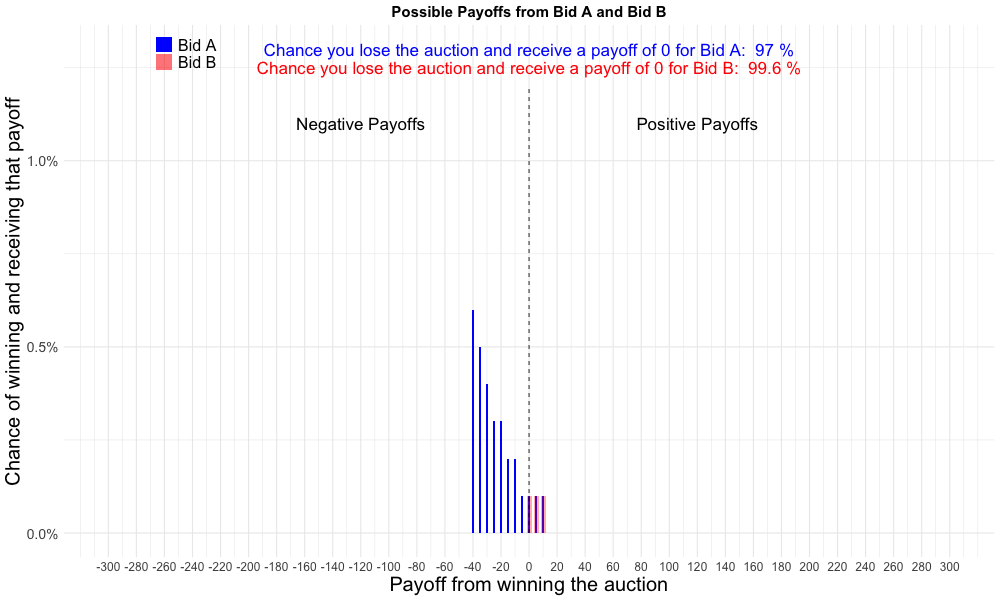 Possible Payoffs from Bid A and Bid B
Bid A
Bid B
Chance you lose the auction and receive a payoff of 0 for Bid A:  97 %
Chance you lose the auction and receive a payoff of 0 for Bid B:  99.6 %
Negative Payoffs
Positive Payoffs
Chance of winning and receiving that payoff
1.0%
0.5%
0.0%
-300 -280 -260 -240 -220 -200 -180 -160 -140 -120 -100 -80 -60 -40 -20 0 20 40 60 80 100 120 140 160 180 200 220 240 260 280 300
Payoff from winning the auction